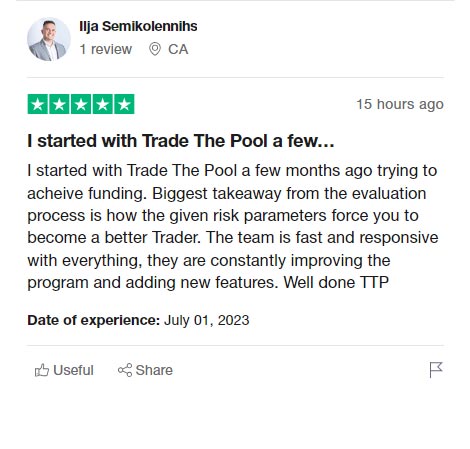 Ilja Semikolennihs
1 review CA
15 hours ago
I started with Trade The Pool a few…
I started with Trade The Pool a few months ago trying to
acheive funding. Biggest takeaway from the evaluation
process is how the given risk parameters force you to
become a better Trader. The team is fast and responsive
with everything, they are constantly improving the
program and adding new features. Well done TTP
Date of experience: July 01, 2023
Useful Share